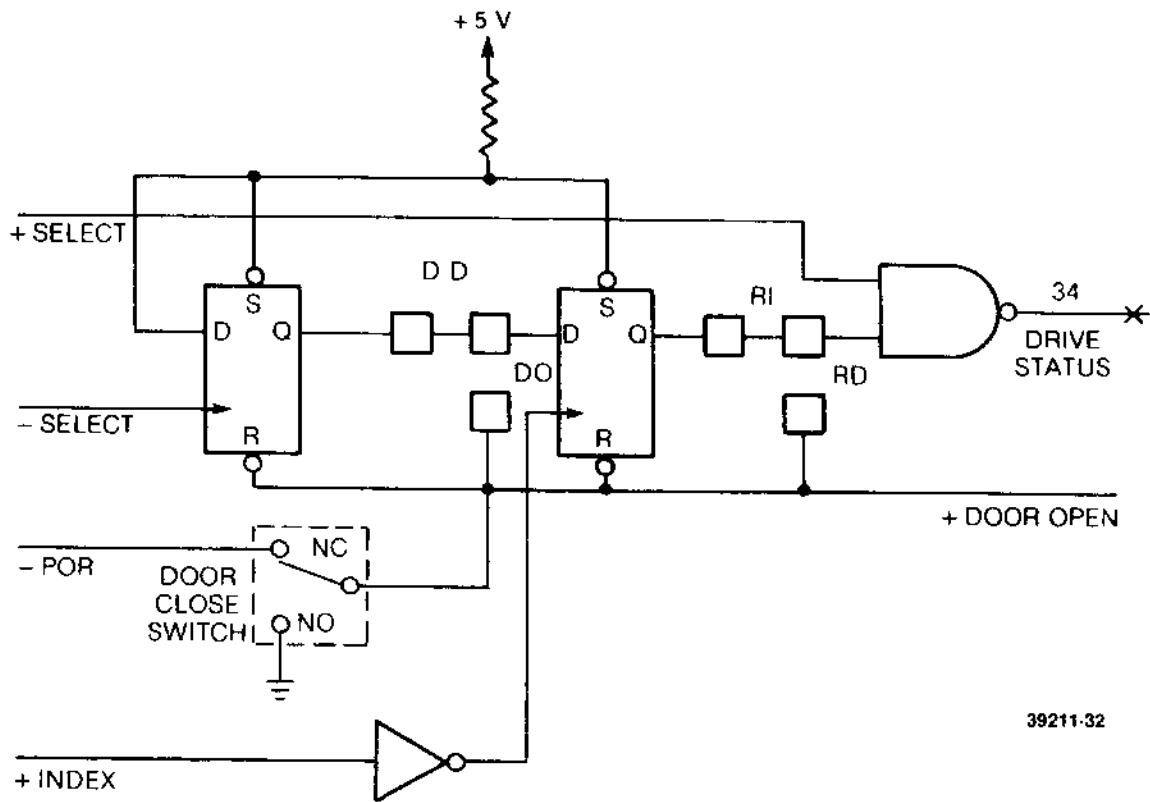 + 5 V
+ SELECT
D D
S
S
RI
34
D
Q
D
Q
DRIVE
STATUS
DO
RD
– SELECT
R
R
+ DOOR OPEN
– POR
NC
DOOR
CLOSE
SWITCH
NO
39211-32
+ INDEX